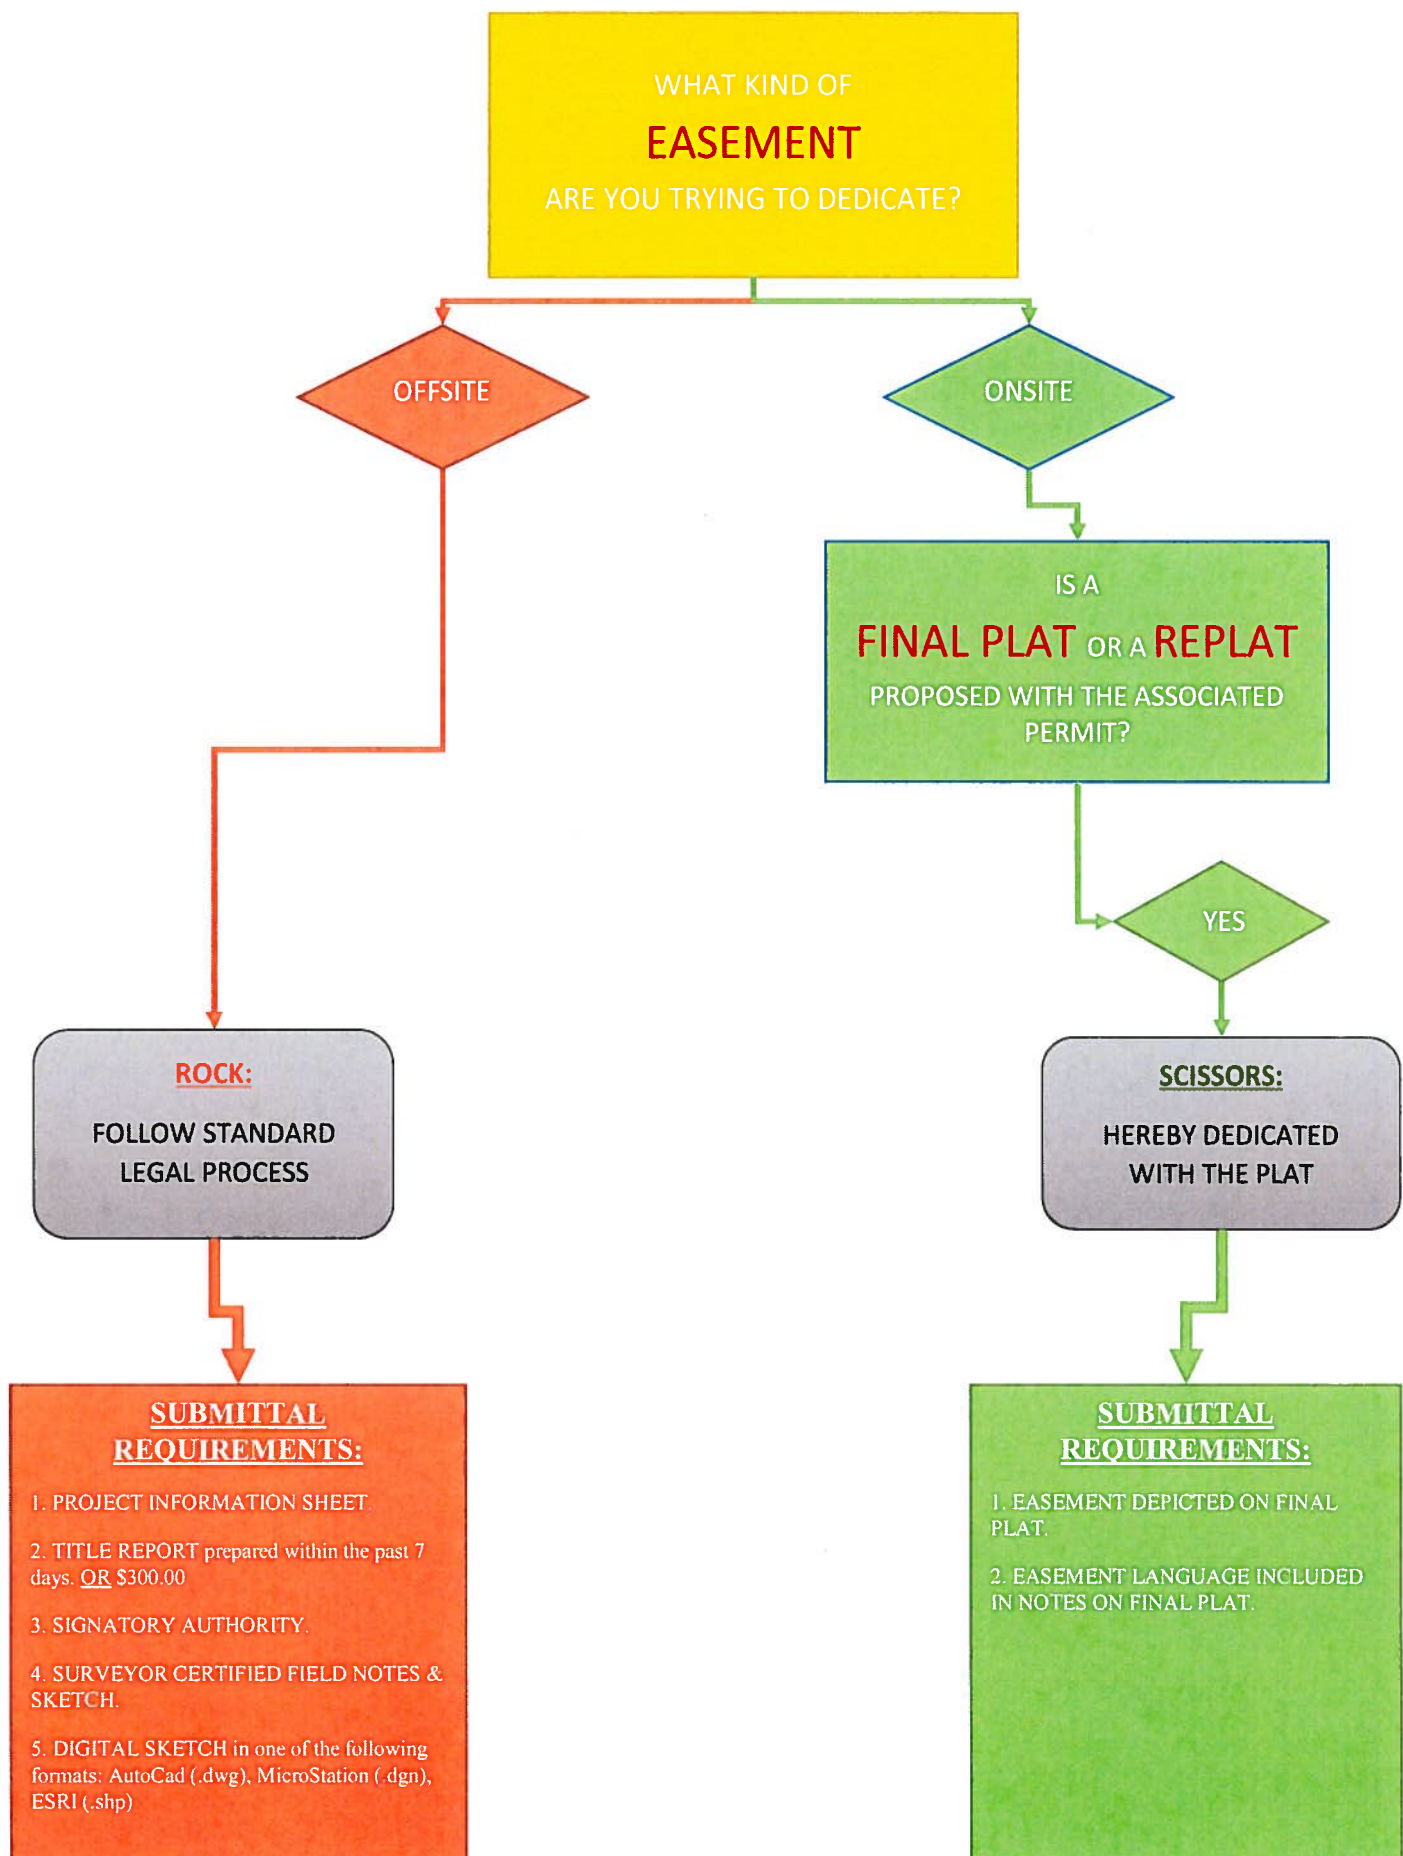 WHAT KIND OF
EASEMENT
ARE YOU TRYING TO DEDICATE?
OFFSITE
ONSITE
IS A
FINAL PLAT OR A REPLAT
PROPOSED WITH THE ASSOCIATED
PERMIT?
YES
ROCK:
FOLLOW STANDARD
LEGAL PROCESS
SCISSORS:
HEREBY DEDICATED
WITH THE PLAT
SUBMITTAL
REQUIREMENTS:
1. PROJECT INFORMATION SHEET.
2. TITLE REPORT prepared within the past 7
days. OR $300.00
3. SIGNATORY AUTHORITY.
4. SURVEYOR CERTIFIED FIELD NOTES &
SKETCH.
5. DIGITAL SKETCH in one of the following
formats: AutoCad (.dwg), MicroStation (.dgn),
ESRI (.shp)
SUBMITTAL
REQUIREMENTS:
1. EASEMENT DEPICTED ON FINAL
PLAT.
2. EASEMENT LANGUAGE INCLUDED
IN NOTES ON FINAL PLAT.